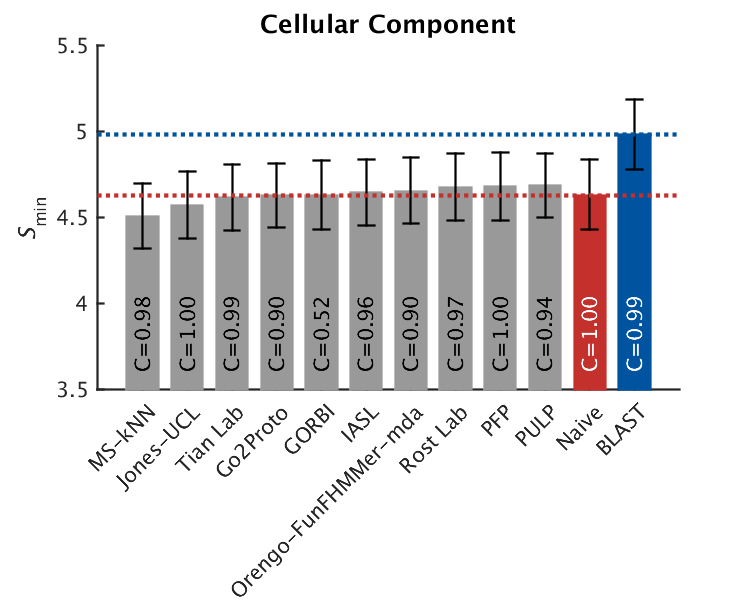 Cellular Component
5.5
5
4.5
4
3.5
Smin
C=0.98
C=1.00
C=0.99
C=0.90
C=0.52
C=0.96
C=0.90
C=0.97
C=1.00
C=0.94
C=1.00
C=0.99
MS-kNN
Jones-UCL
Tian Lab
Go2Proto
GORBI
IASL
Orengo-FunFHMMer-mda
Rost Lab
PFP
PULP
Naive
BLAST